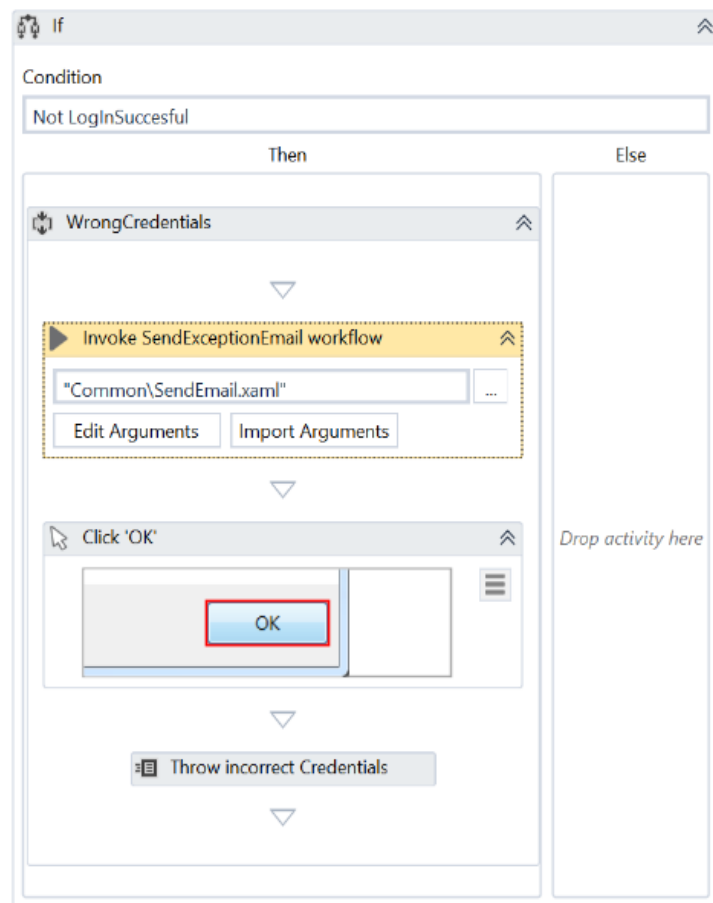 If
Condition
Not LogInSuccesful
Then
Else
WrongCredentials
Invoke SendExceptionEmail workflow
"Common\SendEmail.xaml"
...
Edit Arguments
Import Arguments
Click 'OK'
Drop activity here
OK
Throw incorrect Credentials